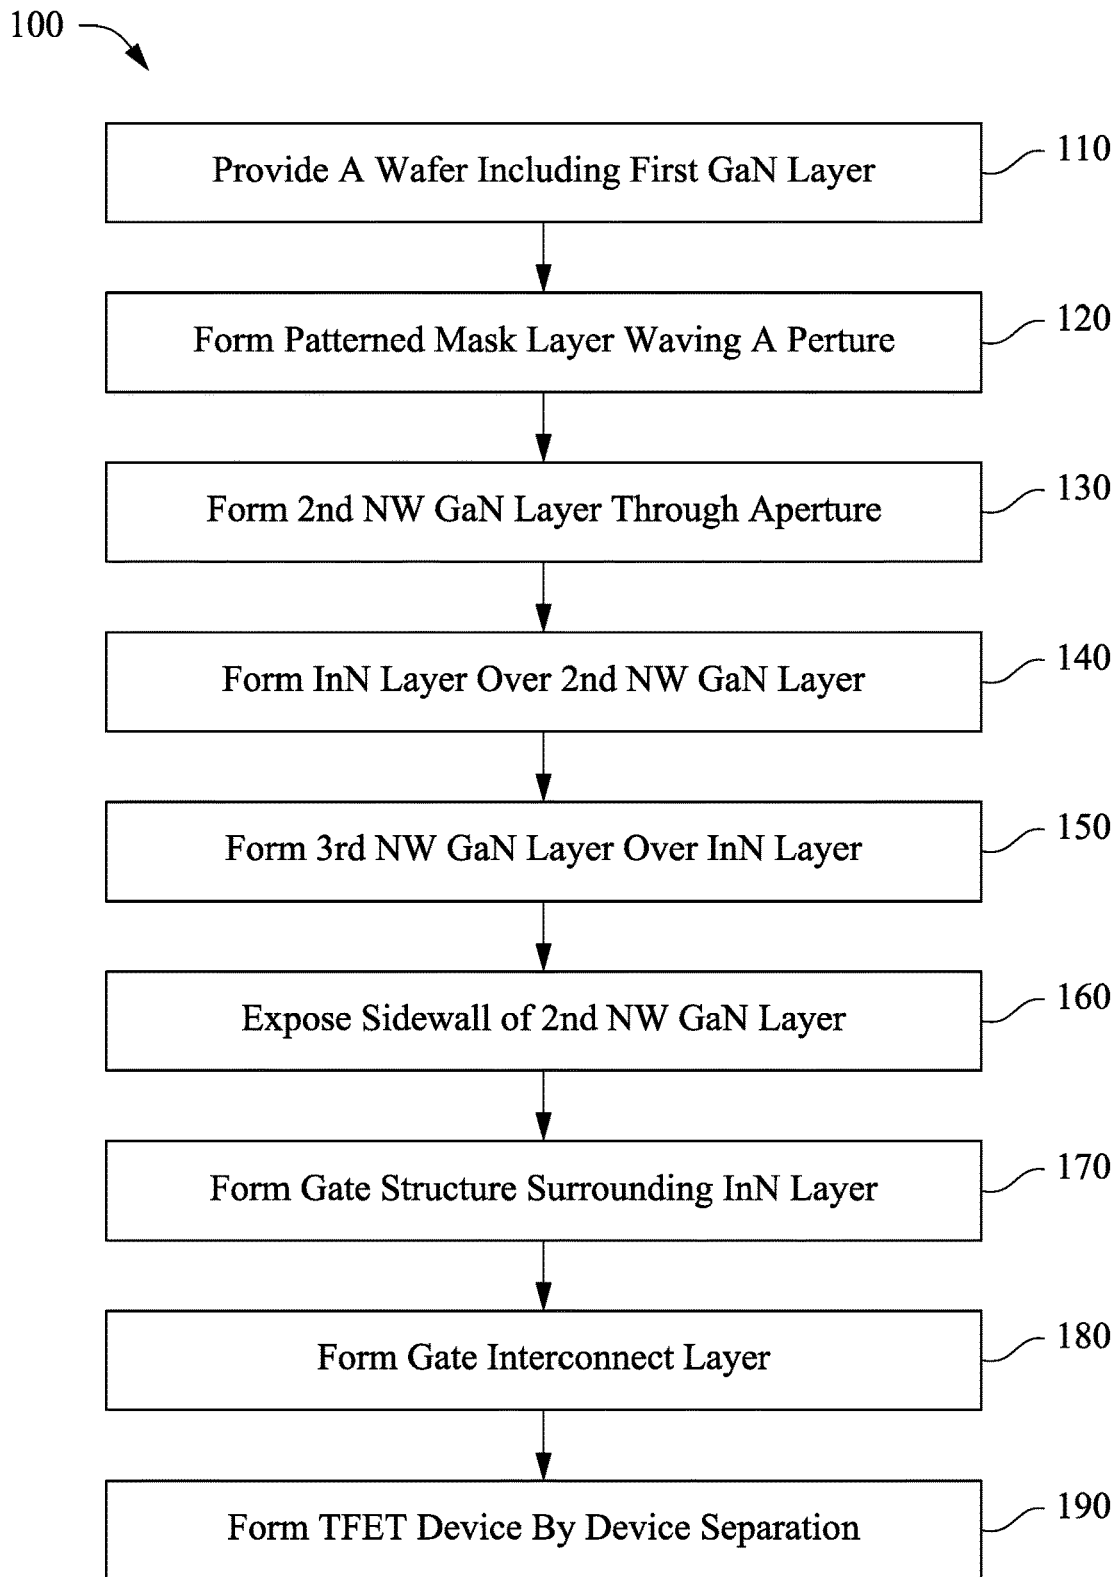 100
Provide A Wafer Including First GaN Layer
110
Form Patterned Mask Layer Waving A Perture
120
Form 2nd NW GaN Layer Through Aperture
130
Form InN Layer Over 2nd NW GaN Layer
140
Form 3rd NW GaN Layer Over InN Layer
150
Expose Sidewall of 2nd NW GaN Layer
160
Form Gate Structure Surrounding InN Layer
170
Form Gate Interconnect Layer
180
Form TFET Device By Device Separation
190